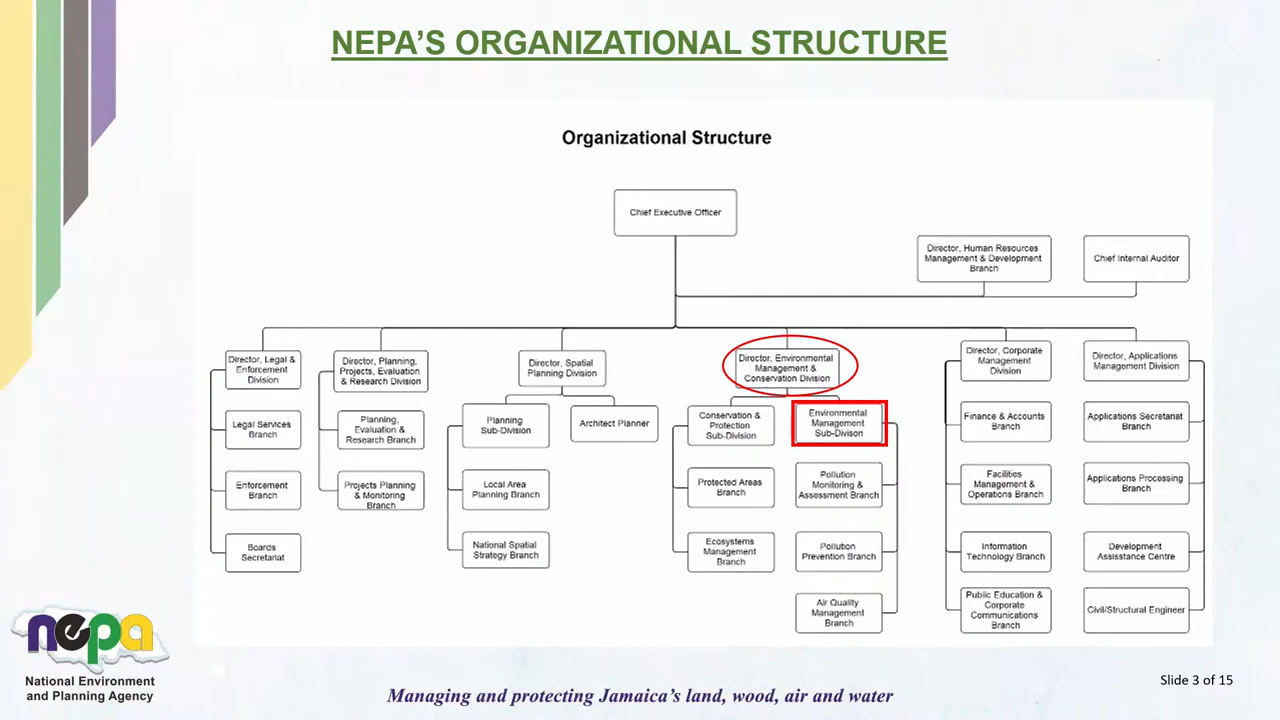 NEPA'S ORGANIZATIONAL STRUCTURE
Organizational Structure
Chief Executive Officer
Director, Human Resources
Management & Development
Branch
Chief Internal Auditor
Director, Legal &
Enforcement
Division
Legal Services
Branch
Enforcement
Branch
Boards
Secretariat
Director, Planning,
Projects, Evaluation
& Research Division
Planning,
Evaluation &
Research Branch
Projects Planning
& Monitoring
Branch
Director, Spatial
Planning Division
Planning
Sub-Division
Local Area
Planning Branch
National Spatial
Strategy Branch
Architect Planner
Director, Environmental
Management &
Conservation Division
Conservation &
Protection
Sub-Division
Protected Areas
Branch
Ecosystems
Management
Branch
Environmental
Management
Sub-Divison
Pollution
Monitoring &
Assessment Branch
Pollution
Prevention Branch
Air Quality
Management
Branch
Director, Corporate
Management
Division
Finance & Accounts
Branch
Facilities
Management &
Operations Branch
Information
Technology Branch
Public Education &
Corporate
Communications
Branch
Director, Applications
Management Division
Applications Secretariat
Branch
Applications Processing
Branch
Development
Assisstance Centre
Civil/Structural Engineer
nepa
National Environment
and Planning Agency
Managing and protecting Jamaica's land, wood, air and water
Slide 3 of 15